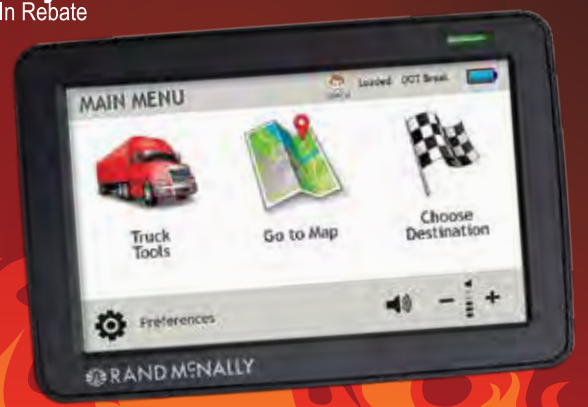 In Rebate
MAIN MENU
Loaded DOT Break
Truck
Tools
Go to Map
Choose
Destination
Preferences
RAND MCNALLY